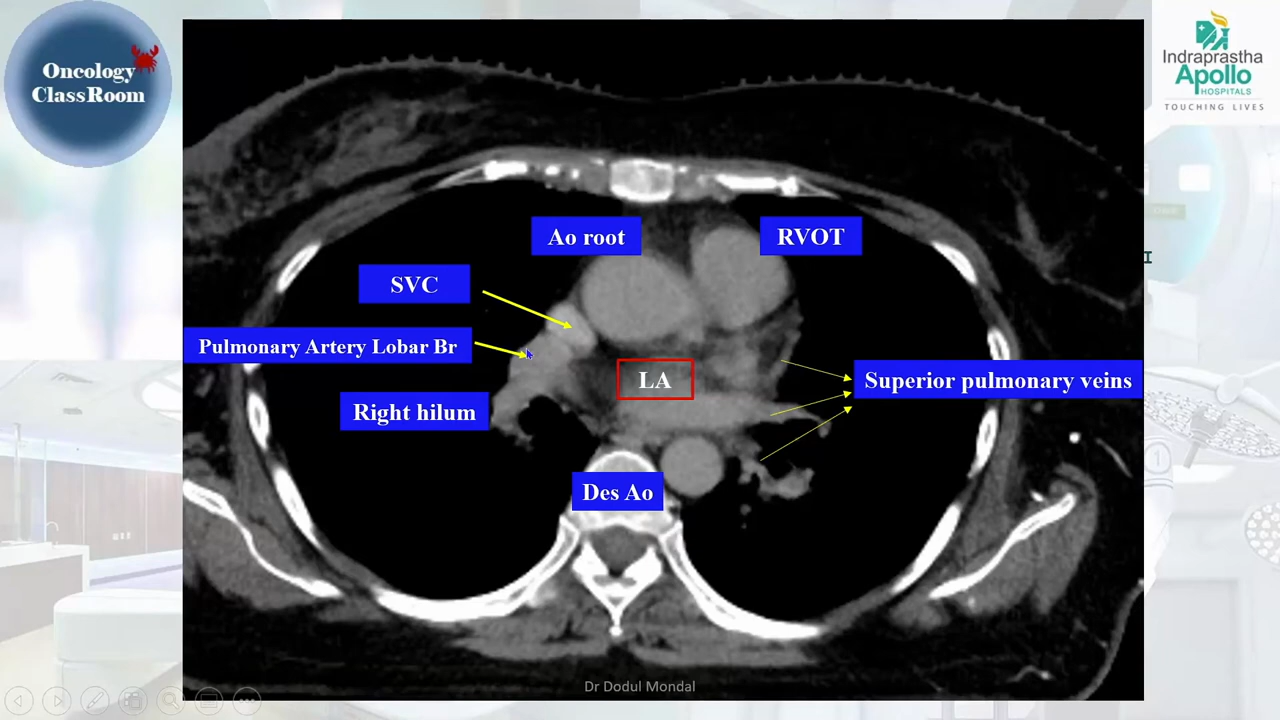 Oncology
ClassRoom
Indraprastha
Apollo
HOSPITALS
TOUCHING LIVES
Ao root
RVOT
SVC
Pulmonary Artery Lobar Br
LA
Superior pulmonary veins
Right hilum
Des Ao
Dr Dodul Mondal